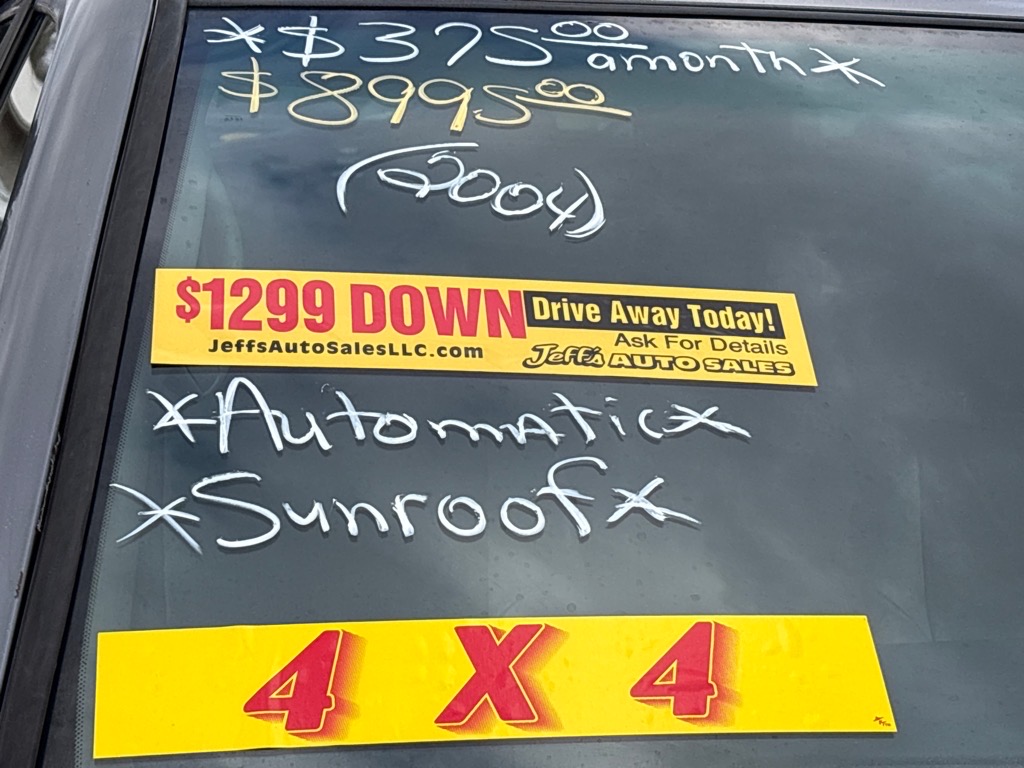 *$375.00 amonth*
$8995.00
(2004)
$1299 DOWN Drive Away Today!
Ask For Details
JeffsAutoSalesLLC.com Jeff's AUTO SALES
*Automatic*
*Sunroof*
4 X 4